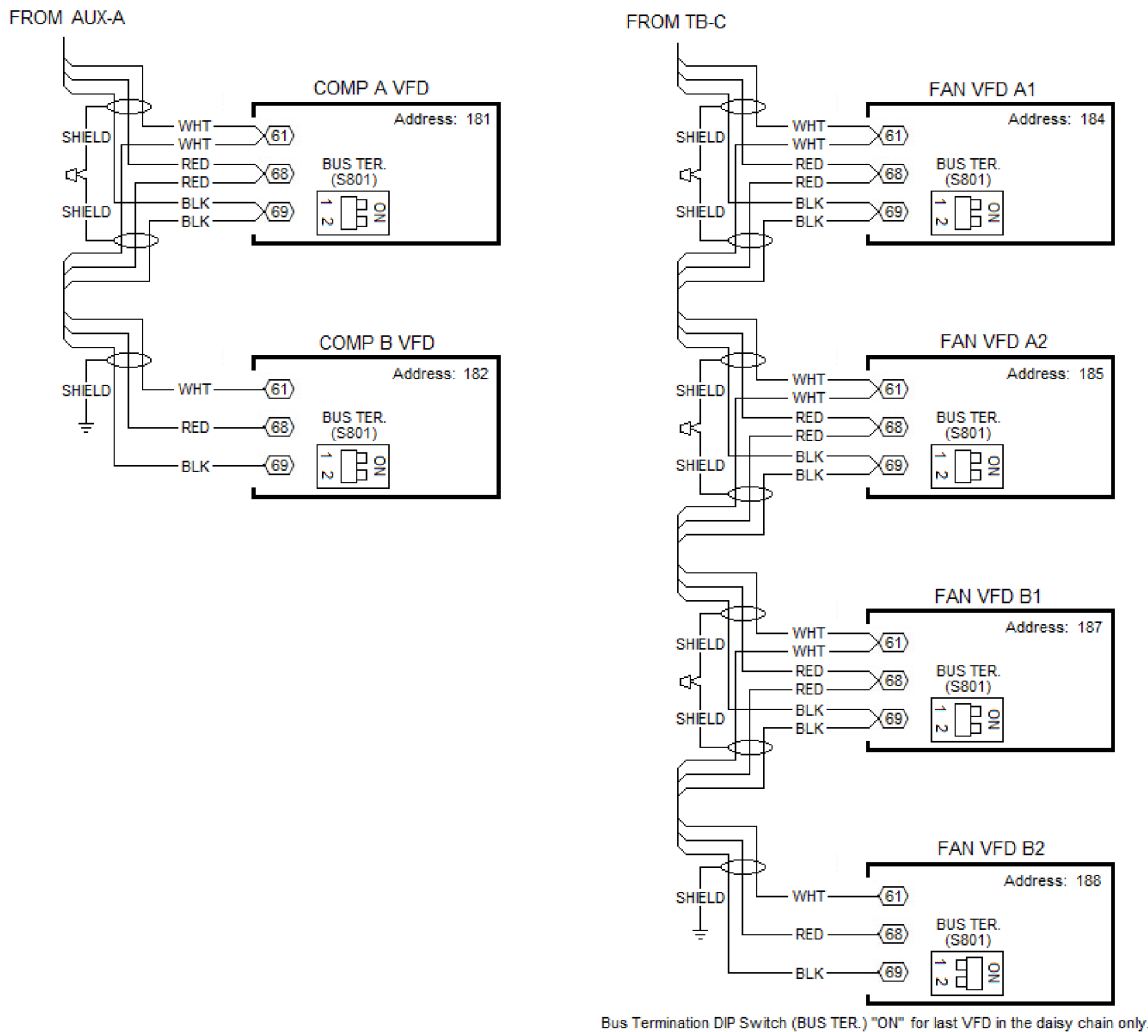 FROM AUX-A
COMP A VFD
Address: 181
SHIELD
WHT
61
WHT
RED
68
RED
BUS TER.
(S801)
1
2
ON
SHIELD
BLK
69
BLK
COMP B VFD
Address: 182
SHIELD
WHT
61
RED
68
BUS TER.
(S801)
1
2
ON
BLK
69
FROM TB-C
FAN VFD A1
Address: 184
SHIELD
WHT
61
WHT
RED
68
RED
BUS TER.
(S801)
1
2
ON
SHIELD
BLK
69
BLK
FAN VFD A2
Address: 185
SHIELD
WHT
61
WHT
RED
68
RED
BUS TER.
(S801)
1
2
ON
SHIELD
BLK
69
BLK
FAN VFD B1
Address: 187
SHIELD
WHT
61
WHT
RED
68
RED
BUS TER.
(S801)
1
2
ON
SHIELD
BLK
69
BLK
FAN VFD B2
Address: 188
SHIELD
WHT
61
RED
68
BUS TER.
(S801)
1
2
ON
BLK
69
Bus Termination DIP Switch (BUS TER.) "ON" for last VFD in the daisy chain only.